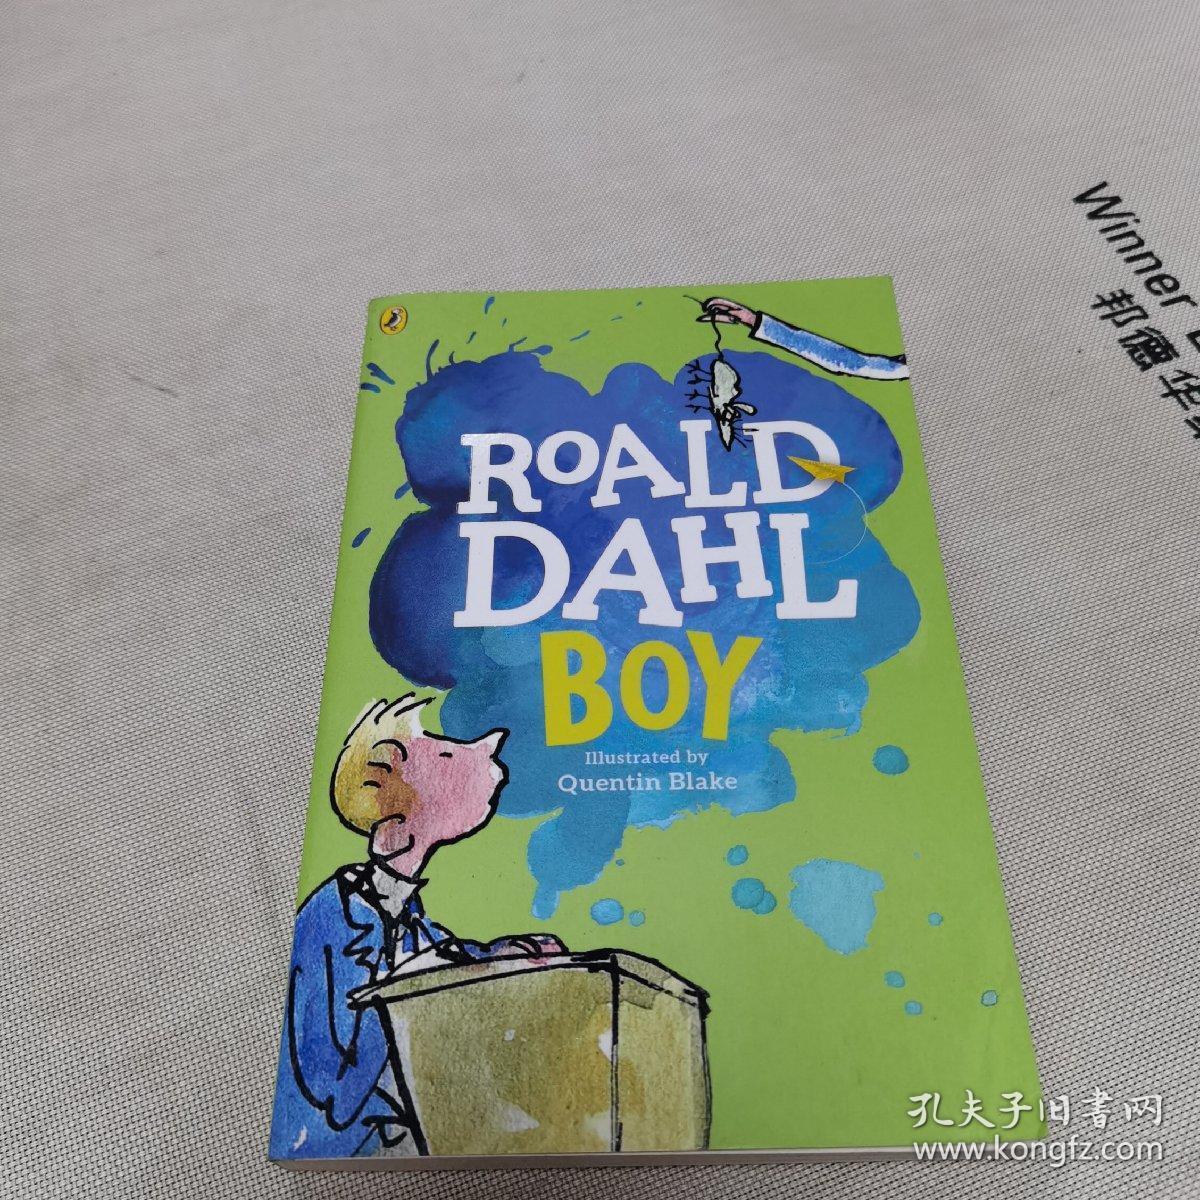 Winner
邦德华
ROALD
DAHL
BOY
Illustrated by
Quentin Blake
孔夫子旧书网
www.kongfz.com